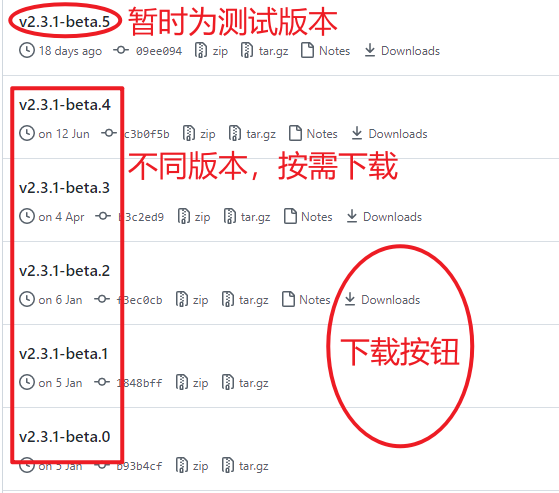 v2.3.1-beta.5 暂时为测试版本
18 days ago 09ee094 zip tar.gz Notes Downloads
v2.3.1-beta.4
on 12 Jun c3b0f5b zip tar.gz Notes Downloads
不同版本，按需下载
v2.3.1-beta.3
on 4 Apr b3c2ed9 zip tar.gz Notes Downloads
v2.3.1-beta.2
on 6 Jan f3ec0cb zip tar.gz Notes Downloads
下载按钮
v2.3.1-beta.1
on 5 Jan 1848bff zip tar.gz
v2.3.1-beta.0
on 5 Jan b93b4cf zip tar.gz